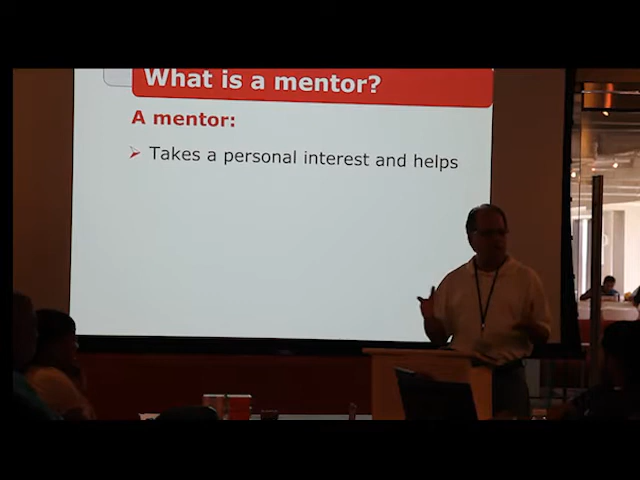 What is a mentor?
A mentor:
Takes a personal interest and helps